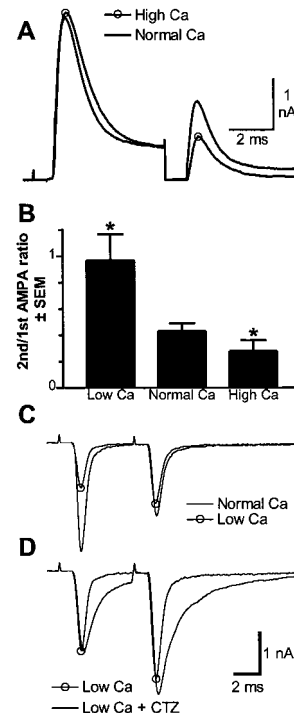 A
High Ca
Normal Ca
1
nA
2 ms
B
2nd/1st AMPA ratio
± SEM
1
0
*
*
Low Ca
Normal Ca
High Ca
C
Normal Ca
Low Ca
D
1 nA
2 ms
Low Ca
Low Ca + CTZ